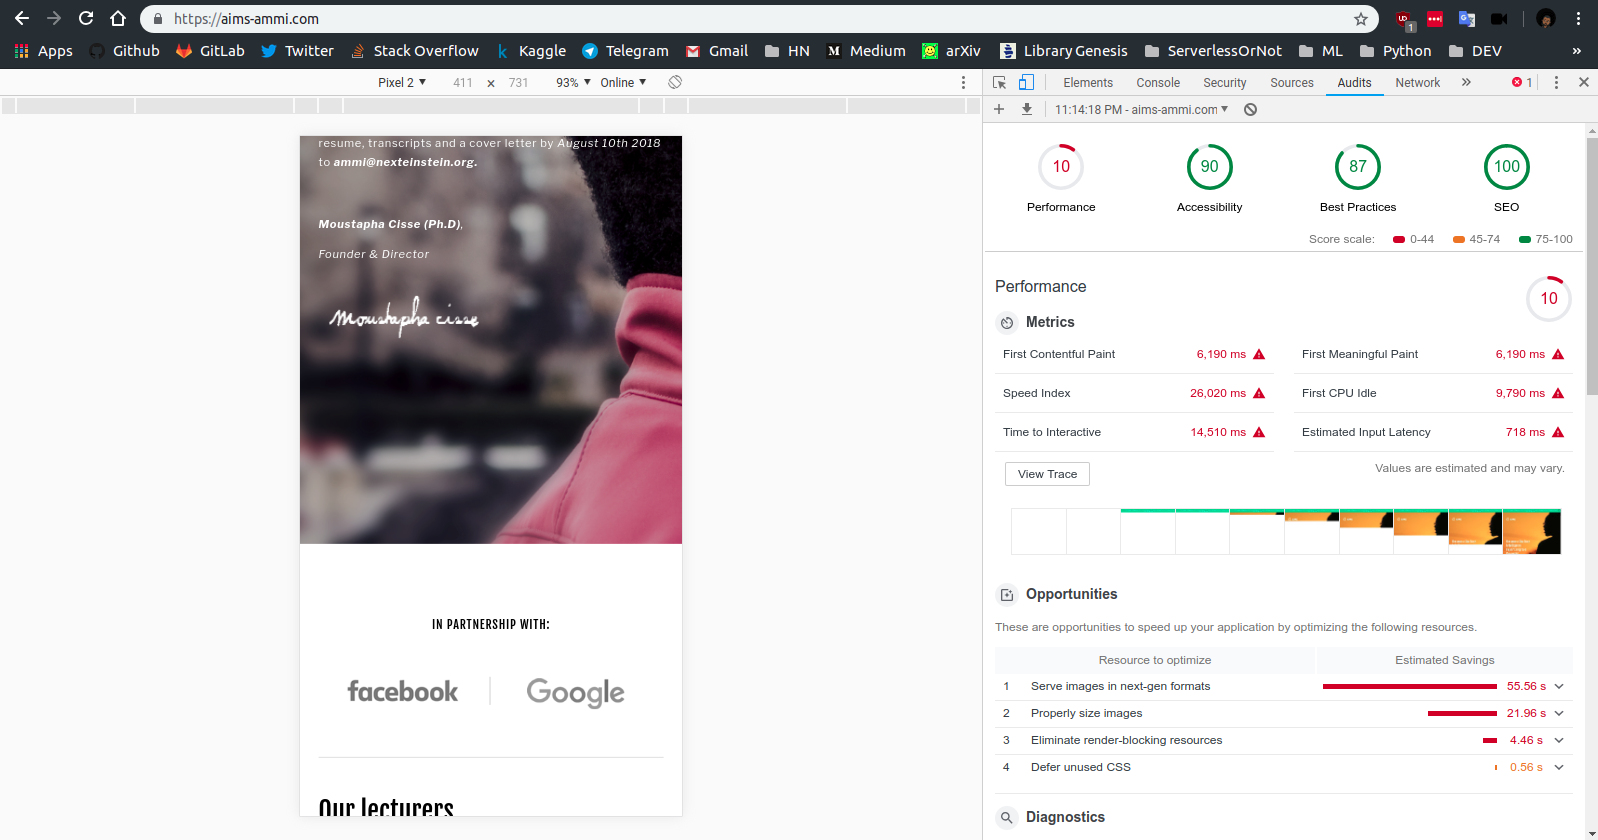 https://aims-ammi.com
UD
1
Apps
Github
GitLab
Twitter
Stack Overflow
Kaggle
Telegram
Gmail
HN
Medium
arXiv
Library Genesis
ServerlessOrNot
ML
Python
DEV
»
Pixel 2 ▼
411 × 731
93% ▼
Online ▼
Elements
Console
Security
Sources
Audits
Network
»
1
11:14:18 PM - aims-ammi.com ▼
resume, transcripts and a cover letter by August 10th 2018
to ammi@nexteinstein.org.
Moustapha Cisse (Ph.D),
Founder & Director
Moustapha cisse
IN PARTNERSHIP WITH:
facebook
Google
Our lecturers
10
90
87
100
Performance
Accessibility
Best Practices
SEO
Score scale:
0-44
45-74
75-100
Performance
10
Metrics
First Contentful Paint
6,190 ms
First Meaningful Paint
6,190 ms
Speed Index
26,020 ms
First CPU Idle
9,790 ms
Time to Interactive
14,510 ms
Estimated Input Latency
718 ms
View Trace
Values are estimated and may vary.
Opportunities
These are opportunities to speed up your application by optimizing the following resources.
Resource to optimize
Estimated Savings
1 Serve images in next-gen formats
55.56 s
2 Properly size images
21.96 s
3 Eliminate render-blocking resources
4.46 s
4 Defer unused CSS
0.56 s
Diagnostics